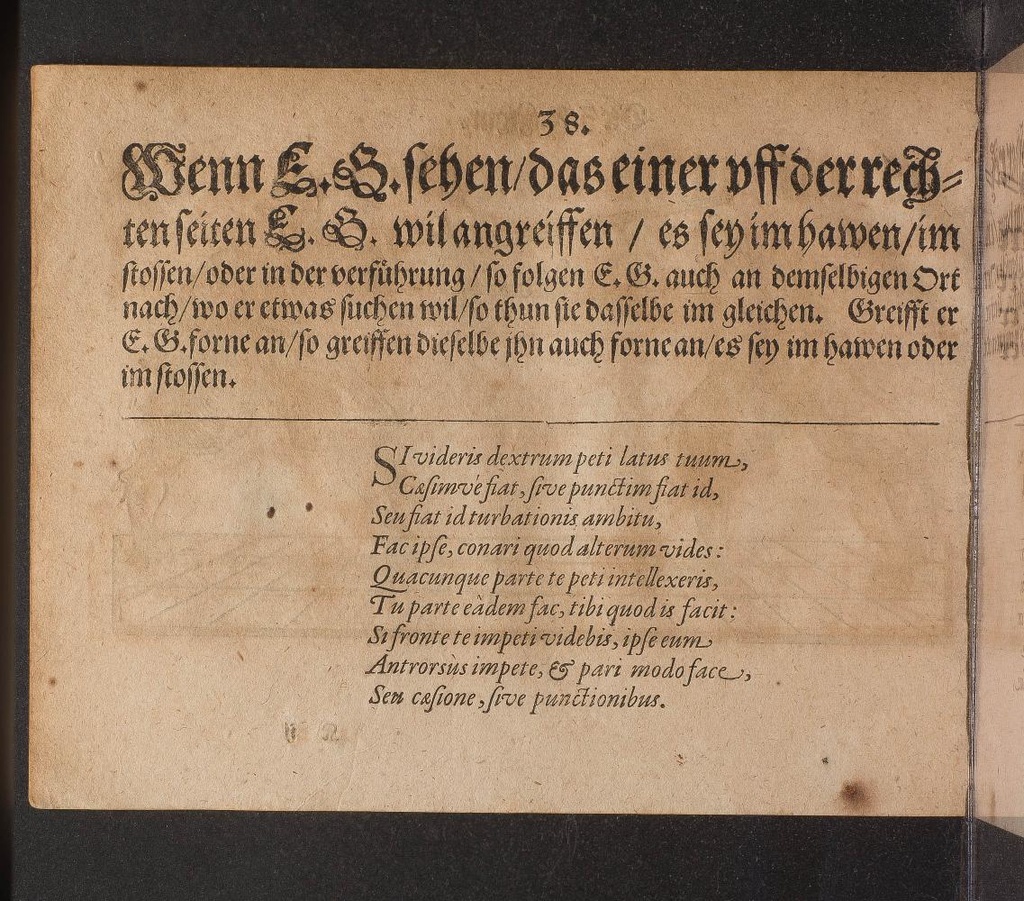 38.
Wenn E. G. sehen/das einer vff der rech-
ten seiten E. G. wil angreiffen / es sey im hawen/im
stossen/oder in der verführung/so folgen E. G. auch an demselbigen Ort
nach/wo er etwas suchen wil/so thun sie dasselbe im gleichen. Greifft er
E. G. forne an/so greiffen dieselbe jhn auch forne an/es sey im hawen oder
im stossen.
SI videris dextrum peti latus tuum,
Cæsimvé fiat, sive punctim fiat id,
Seu fiat id turbationis ambitu,
Fac ipse, conari quod alterum vides:
Quacunque parte te peti intellexeris,
Tu parte eâdem fac, tibi quod is facit:
Si fronte te impeti videbis, ipse eum
Antrorsùs impete, & pari modo face,
Seu cæsione, sive punctionibus.